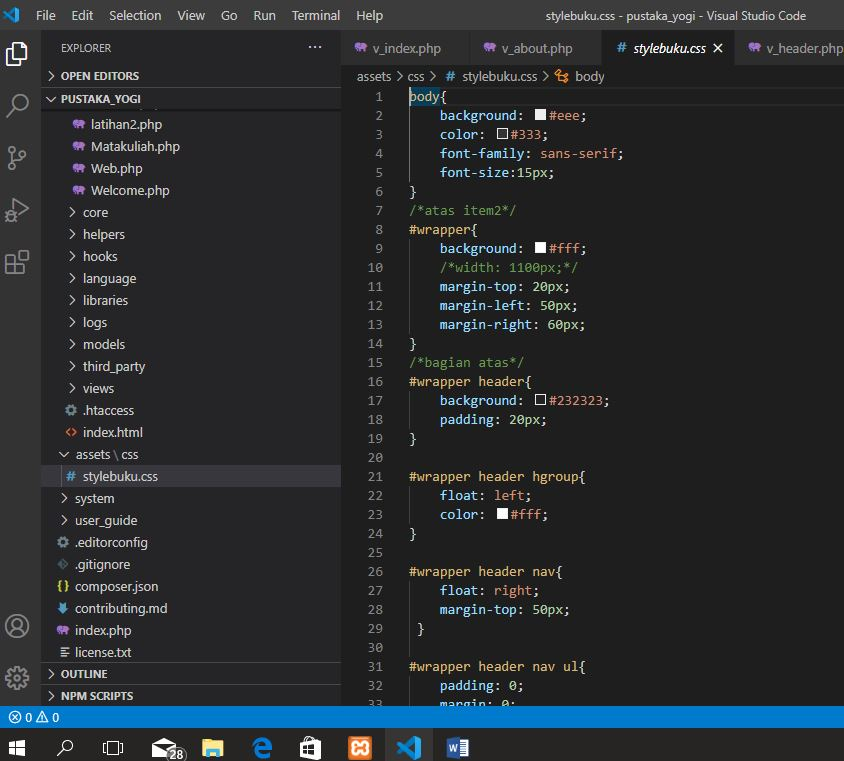 File Edit Selection View Go Run Terminal Help stylebuku.css - pustaka_yogi - Visual Studio Code
EXPLORER ···
OPEN EDITORS
PUSTAKA_YOGI
latihan2.php
Matakuliah.php
Web.php
Welcome.php
core
helpers
hooks
language
libraries
logs
models
third_party
views
.htaccess
index.html
assets \ css
stylebuku.css
system
user_guide
.editorconfig
.gitignore
composer.json
contributing.md
index.php
license.txt
OUTLINE
NPM SCRIPTS
v_index.php v_about.php # stylebuku.css v_header.php
assets > css > # stylebuku.css > body
1 body{
2 background: #eee;
3 color: #333;
4 font-family: sans-serif;
5 font-size:15px;
6 }
7 /*atas item2*/
8 #wrapper{
9 background: #fff;
10 /*width: 1100px;*/
11 margin-top: 20px;
12 margin-left: 50px;
13 margin-right: 60px;
14 }
15 /*bagian atas*/
16 #wrapper header{
17 background: #232323;
18 padding: 20px;
19 }
20
21 #wrapper header hgroup{
22 float: left;
23 color: #fff;
24 }
25
26 #wrapper header nav{
27 float: right;
28 margin-top: 50px;
29 }
30
31 #wrapper header nav ul{
32 padding: 0;
33 margin: 0;
0 0
28